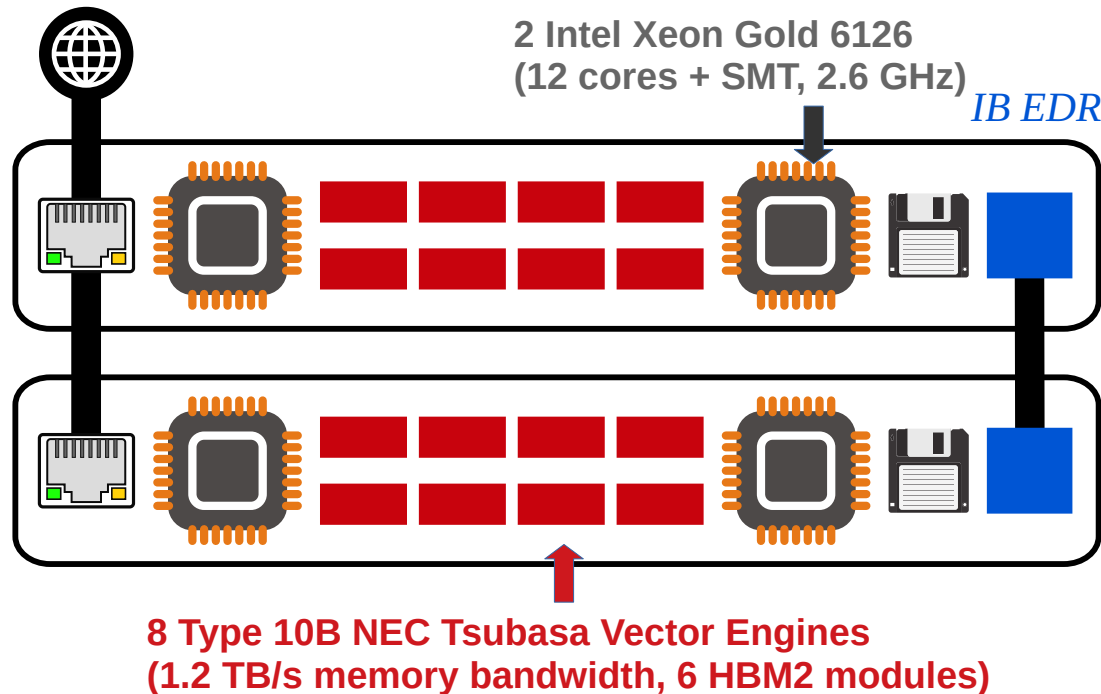 2 Intel Xeon Gold 6126
(12 cores + SMT, 2.6 GHz)
IB EDR
8 Type 10B NEC Tsubasa Vector Engines
(1.2 TB/s memory bandwidth, 6 HBM2 modules)